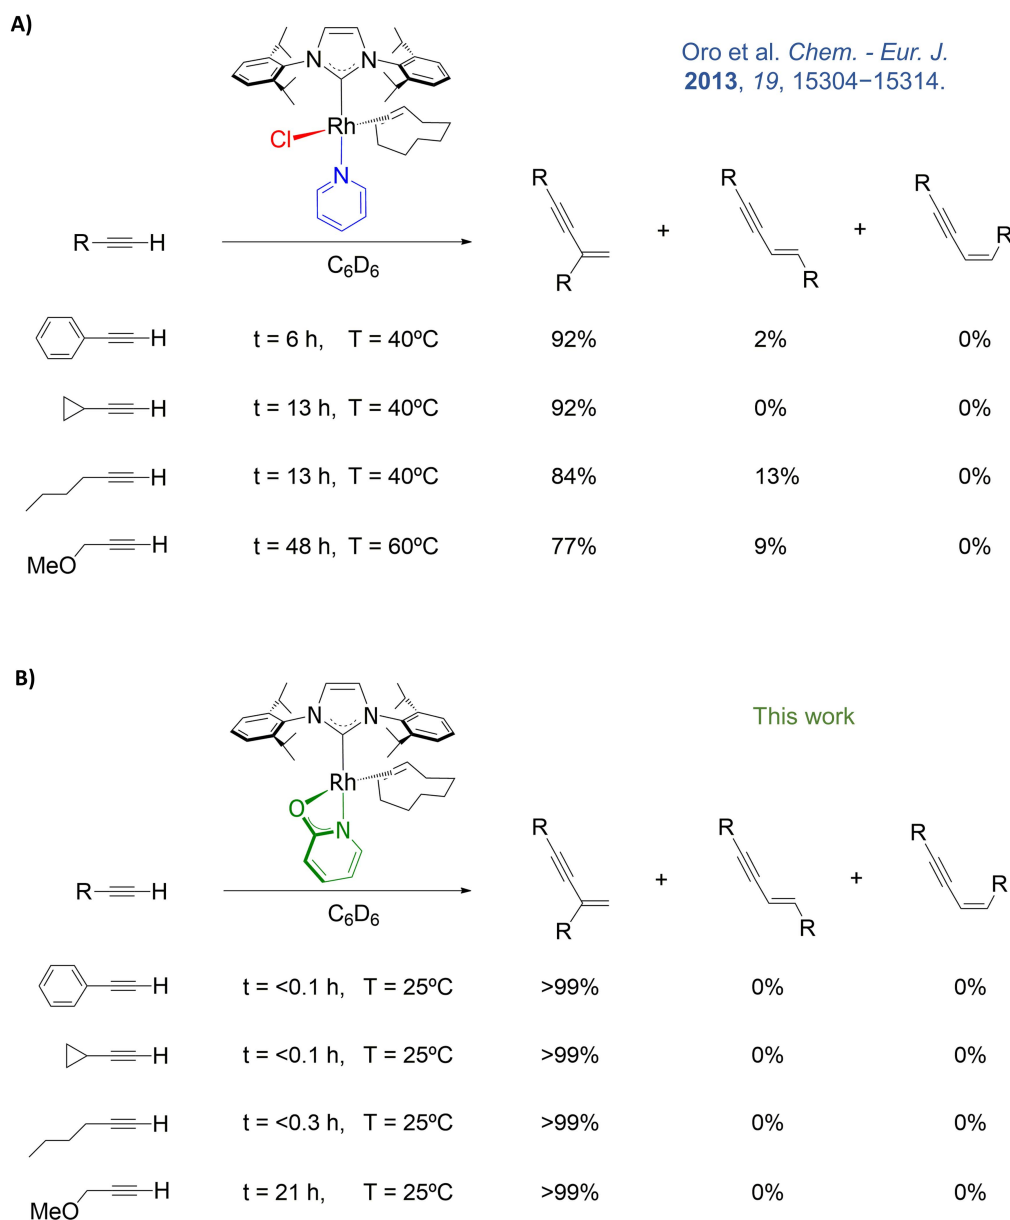 A)
Oro et al. Chem. - Eur. J.
2013, 19, 15304−15314.
N N
Rh
Cl
N
R H
C6D6
R
R
+
R
R
+
R
R
H
t = 6 h, T = 40ºC 92% 2% 0%
H
t = 13 h, T = 40ºC 92% 0% 0%
H
t = 13 h, T = 40ºC 84% 13% 0%
MeO H
t = 48 h, T = 60ºC 77% 9% 0%
B)
This work
N N
Rh
O
N
R H
C6D6
R
R
+
R
R
+
R
R
H
t = <0.1 h, T = 25ºC >99% 0% 0%
H
t = <0.1 h, T = 25ºC >99% 0% 0%
H
t = <0.3 h, T = 25ºC >99% 0% 0%
MeO H
t = 21 h, T = 25ºC >99% 0% 0%